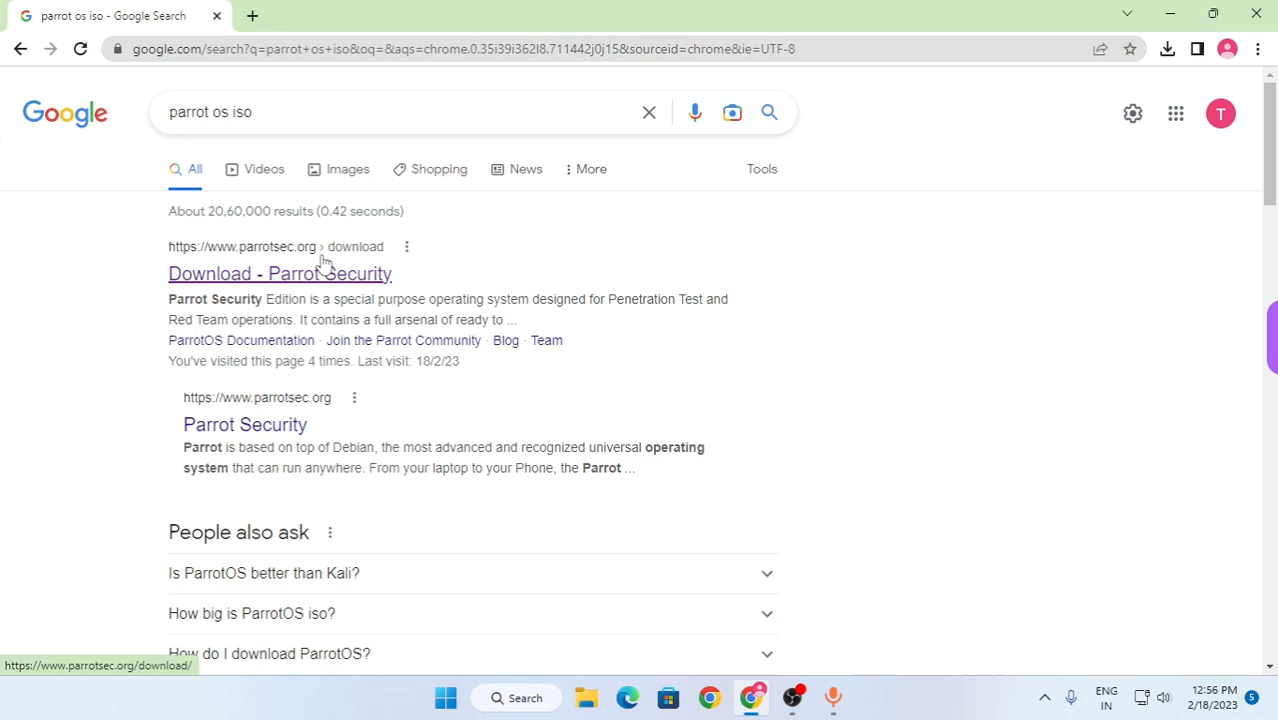 parrot os iso - Google Search
google.com/search?q=parrot+os+iso&oq=&aqs=chrome.0.35i39i362l8.711442j0j15&sourceid=chrome&ie=UTF-8
Google
parrot os iso
T
All
Videos
Images
Shopping
News
More
Tools
About 20,60,000 results (0.42 seconds)
https://www.parrotsec.org › download
Download - Parrot Security
Parrot Security Edition is a special purpose operating system designed for Penetration Test and
Red Team operations. It contains a full arsenal of ready to ...
ParrotOS Documentation · Join the Parrot Community · Blog · Team
You've visited this page 4 times. Last visit: 18/2/23
https://www.parrotsec.org
Parrot Security
Parrot is based on top of Debian, the most advanced and recognized universal operating
system that can run anywhere. From your laptop to your Phone, the Parrot ...
People also ask
Is ParrotOS better than Kali?
How big is ParrotOS iso?
How do I download ParrotOS?
https://www.parrotsec.org/download/
Search
ENG
IN
12:56 PM
2/18/2023
5